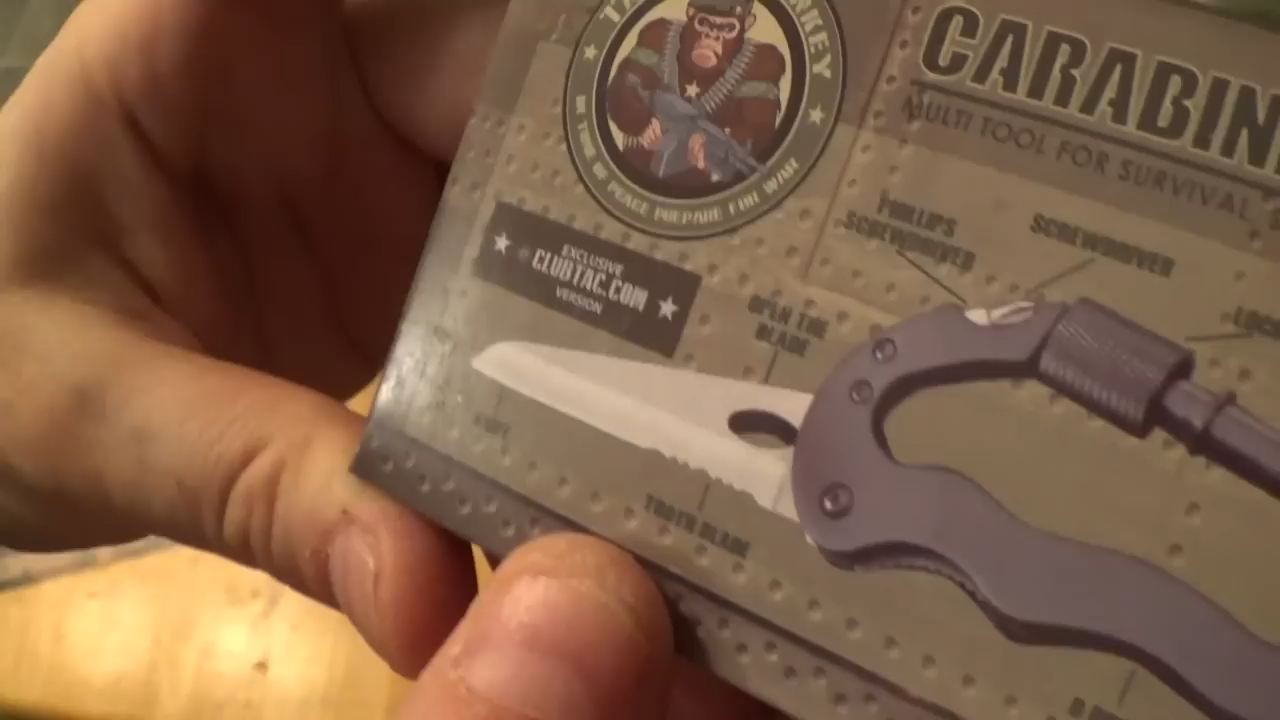 IN TIME OF PEACE PREPARE FOR WAR
CARABIN
MULTI TOOL FOR SURVIVAL
PHILLIPS
SCREWDRIVER
SCREWDRIVER
EXCLUSIVE
CLUBTAC.COM
VERSION
OPEN THE
BLADE
TOOTH BLADE